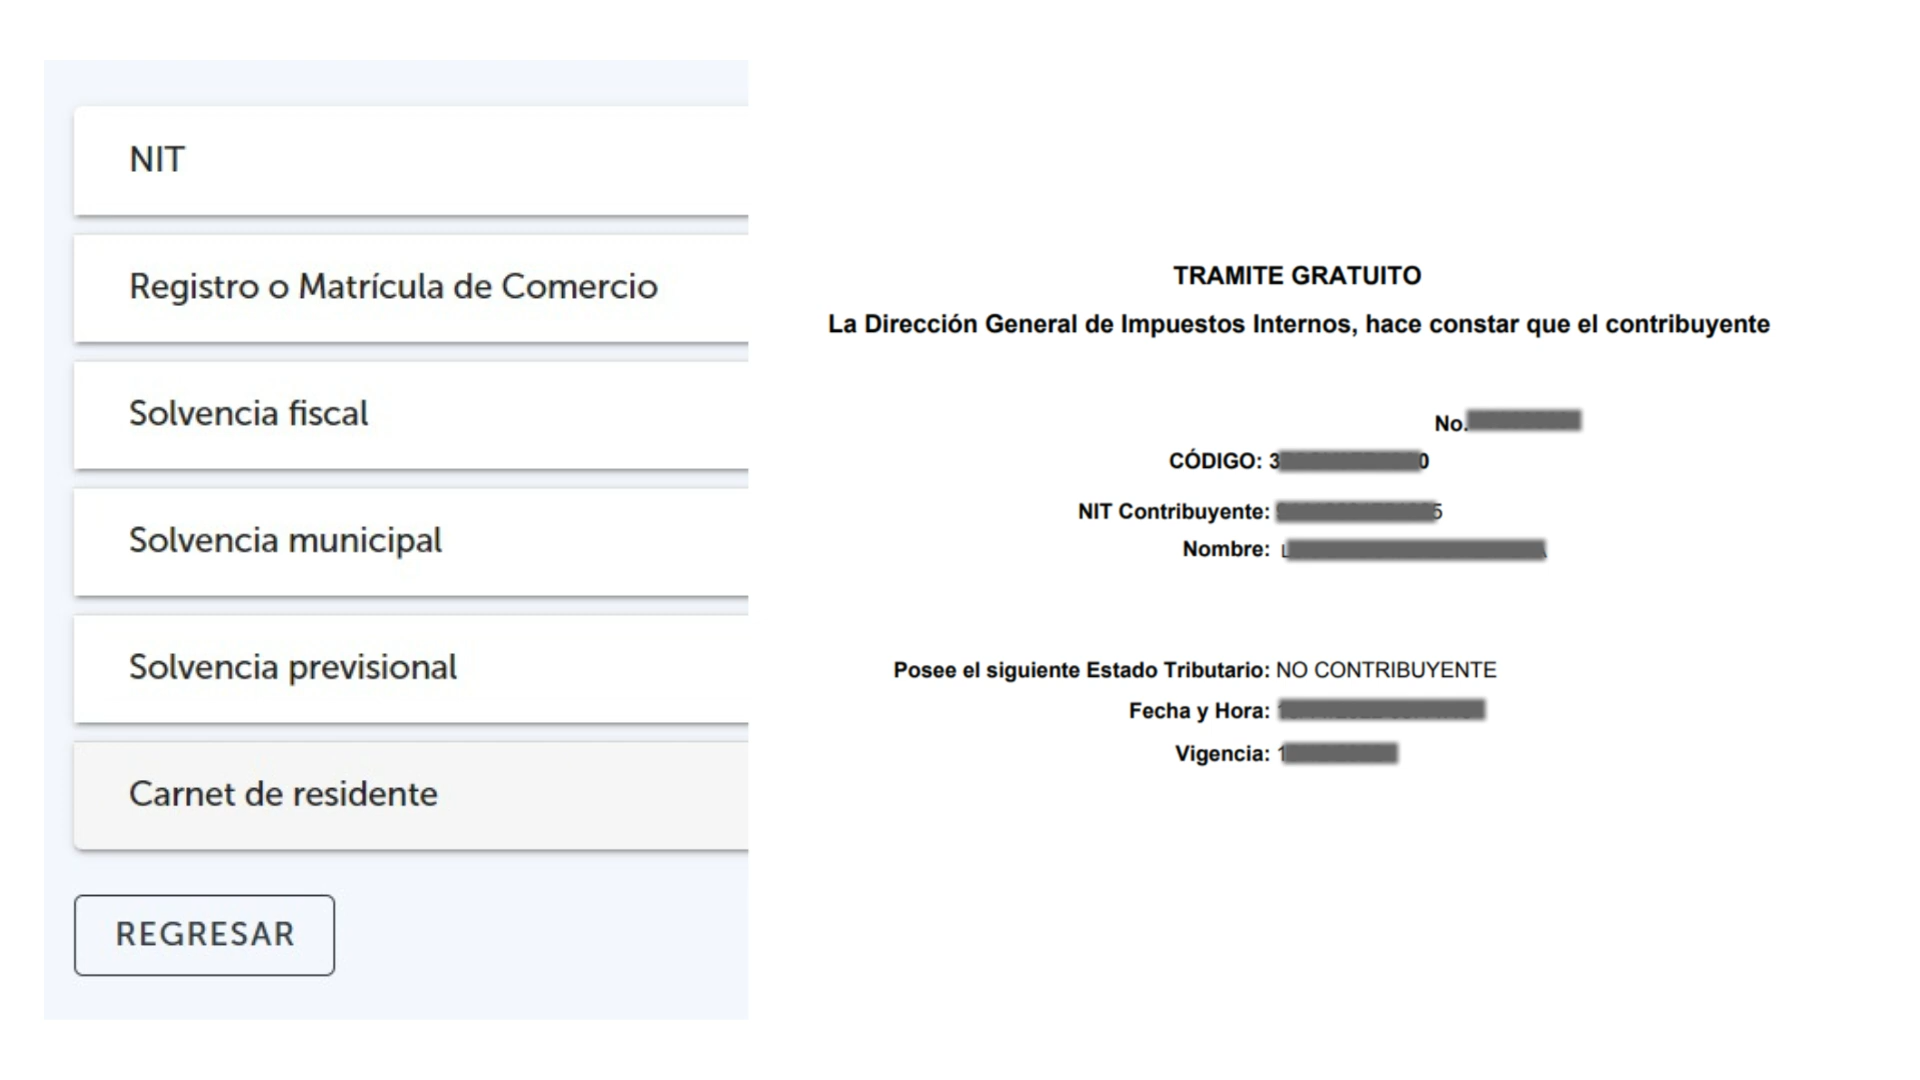 NIT
Registro o Matrícula de Comercio
Solvencia fiscal
Solvencia municipal
Solvencia previsional
Carnet de residente
REGRESAR
TRAMITE GRATUITO
La Dirección General de Impuestos Internos, hace constar que el contribuyente
No.
CÓDIGO: 3 0
NIT Contribuyente: 5
Nombre:
Posee el siguiente Estado Tributario: NO CONTRIBUYENTE
Fecha y Hora:
Vigencia: 1